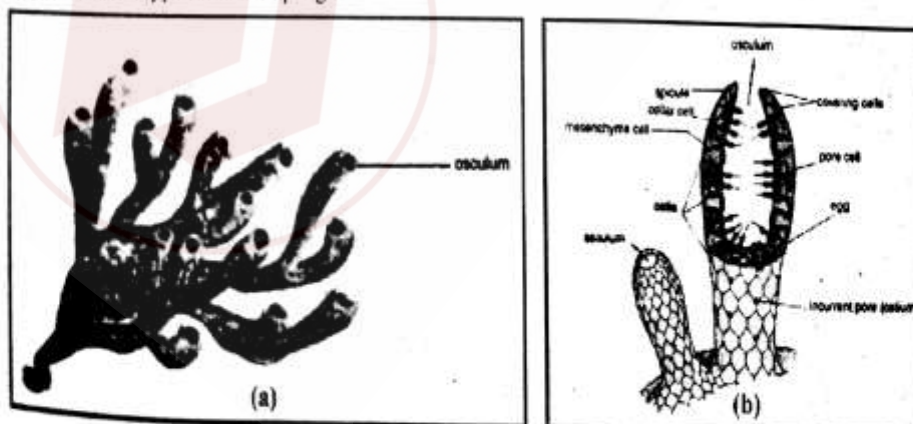 osculum
(a)
osculum
spicule
collar cell
mesenchyme cell
covering cells
pore cell
cells
egg
osculum
incurrent pore (ostium
(b)